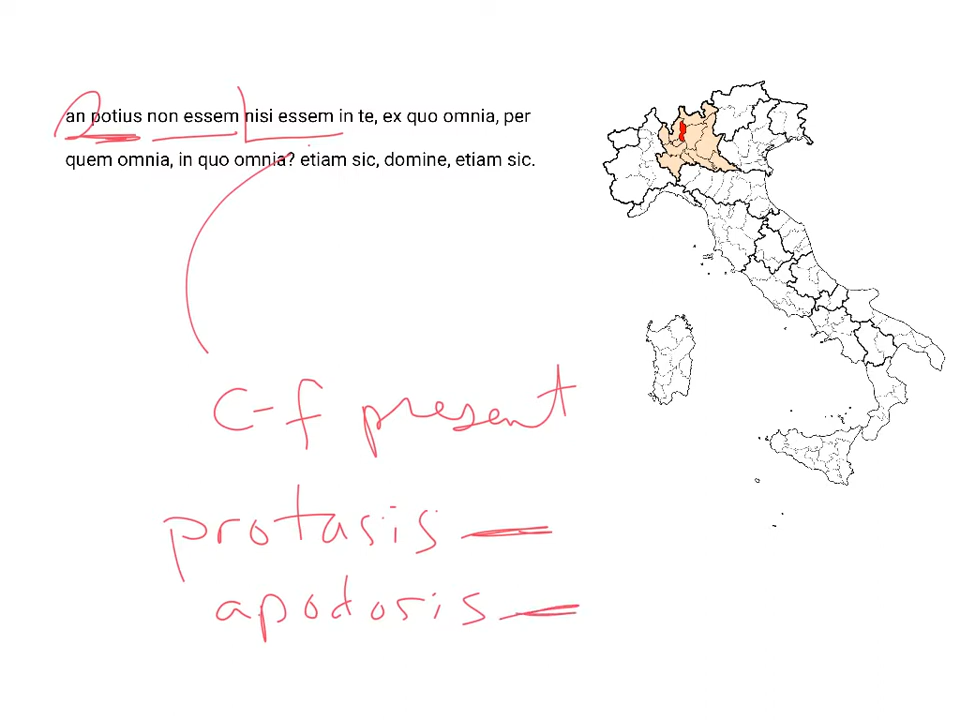 an potius non essem nisi essem in te, ex quo omnia, per
quem omnia, in quo omnia? etiam sic, domine, etiam sic.
c-f present
protasis —
apodosis —